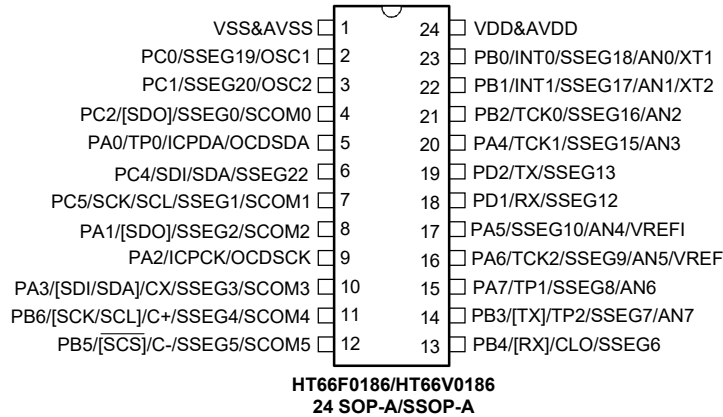 VSS&AVSS 1 24 VDD&AVDD
PC0/SSEG19/OSC1 2 23 PB0/INT0/SSEG18/AN0/XT1
PC1/SSEG20/OSC2 3 22 PB1/INT1/SSEG17/AN1/XT2
PC2/[SDO]/SSEG0/SCOM0 4 21 PB2/TCK0/SSEG16/AN2
PA0/TP0/ICPDA/OCDSDA 5 20 PA4/TCK1/SSEG15/AN3
PC4/SDI/SDA/SSEG22 6 19 PD2/TX/SSEG13
PC5/SCK/SCL/SSEG1/SCOM1 7 18 PD1/RX/SSEG12
PA1/[SDO]/SSEG2/SCOM2 8 17 PA5/SSEG10/AN4/VREFI
PA2/ICPCK/OCDSCK 9 16 PA6/TCK2/SSEG9/AN5/VREF
PA3/[SDI/SDA]/CX/SSEG3/SCOM3 10 15 PA7/TP1/SSEG8/AN6
PB6/[SCK/SCL]/C+/SSEG4/SCOM4 11 14 PB3/[TX]/TP2/SSEG7/AN7
PB5/[SCS]/C-/SSEG5/SCOM5 12 13 PB4/[RX]/CLO/SSEG6
HT66F0186/HT66V0186
24 SOP-A/SSOP-A